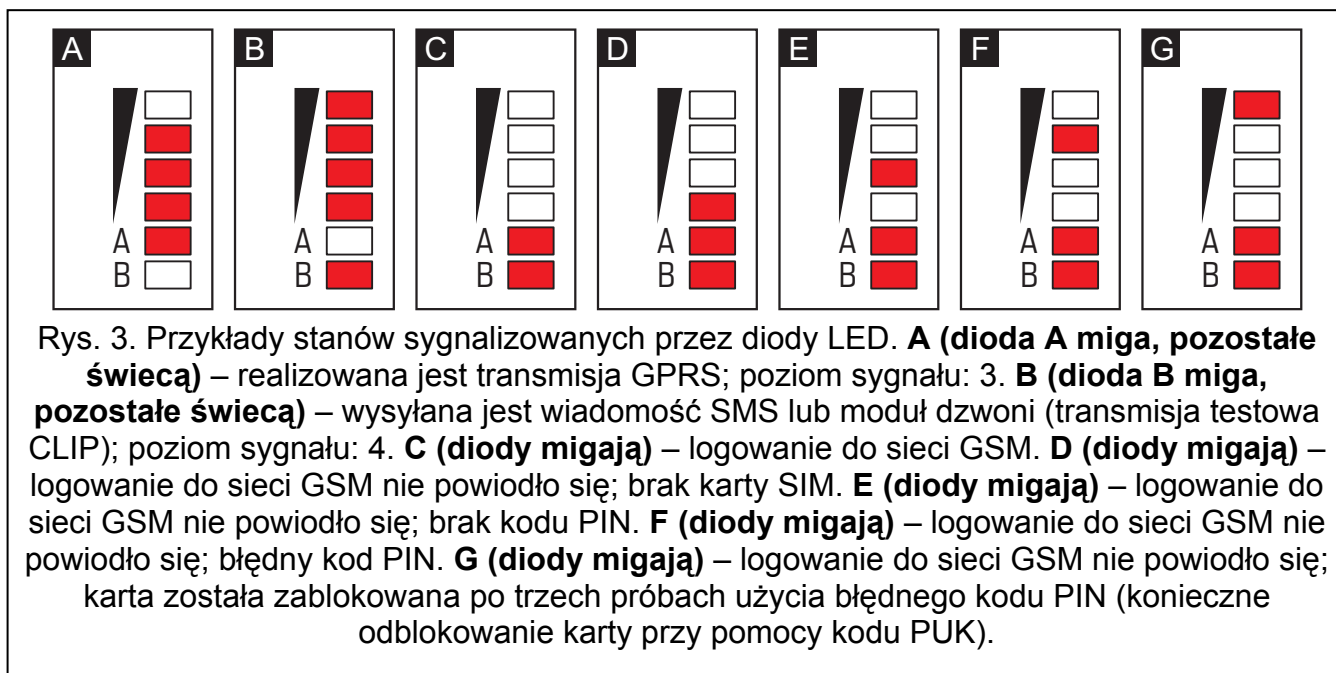 A B C D E F G
A A A A A A A
B B B B B B B
Rys. 3. Przykłady stanów sygnalizowanych przez diody LED. A (dioda A miga, pozostałe
świecą) – realizowana jest transmisja GPRS; poziom sygnału: 3. B (dioda B miga,
pozostałe świecą) – wysyłana jest wiadomość SMS lub moduł dzwoni (transmisja testowa
CLIP); poziom sygnału: 4. C (diody migają) – logowanie do sieci GSM. D (diody migają) –
logowanie do sieci GSM nie powiodło się; brak karty SIM. E (diody migają) – logowanie do
sieci GSM nie powiodło się; brak kodu PIN. F (diody migają) – logowanie do sieci GSM nie
powiodło się; błędny kod PIN. G (diody migają) – logowanie do sieci GSM nie powiodło się;
karta została zablokowana po trzech próbach użycia błędnego kodu PIN (konieczne
odblokowanie karty przy pomocy kodu PUK).